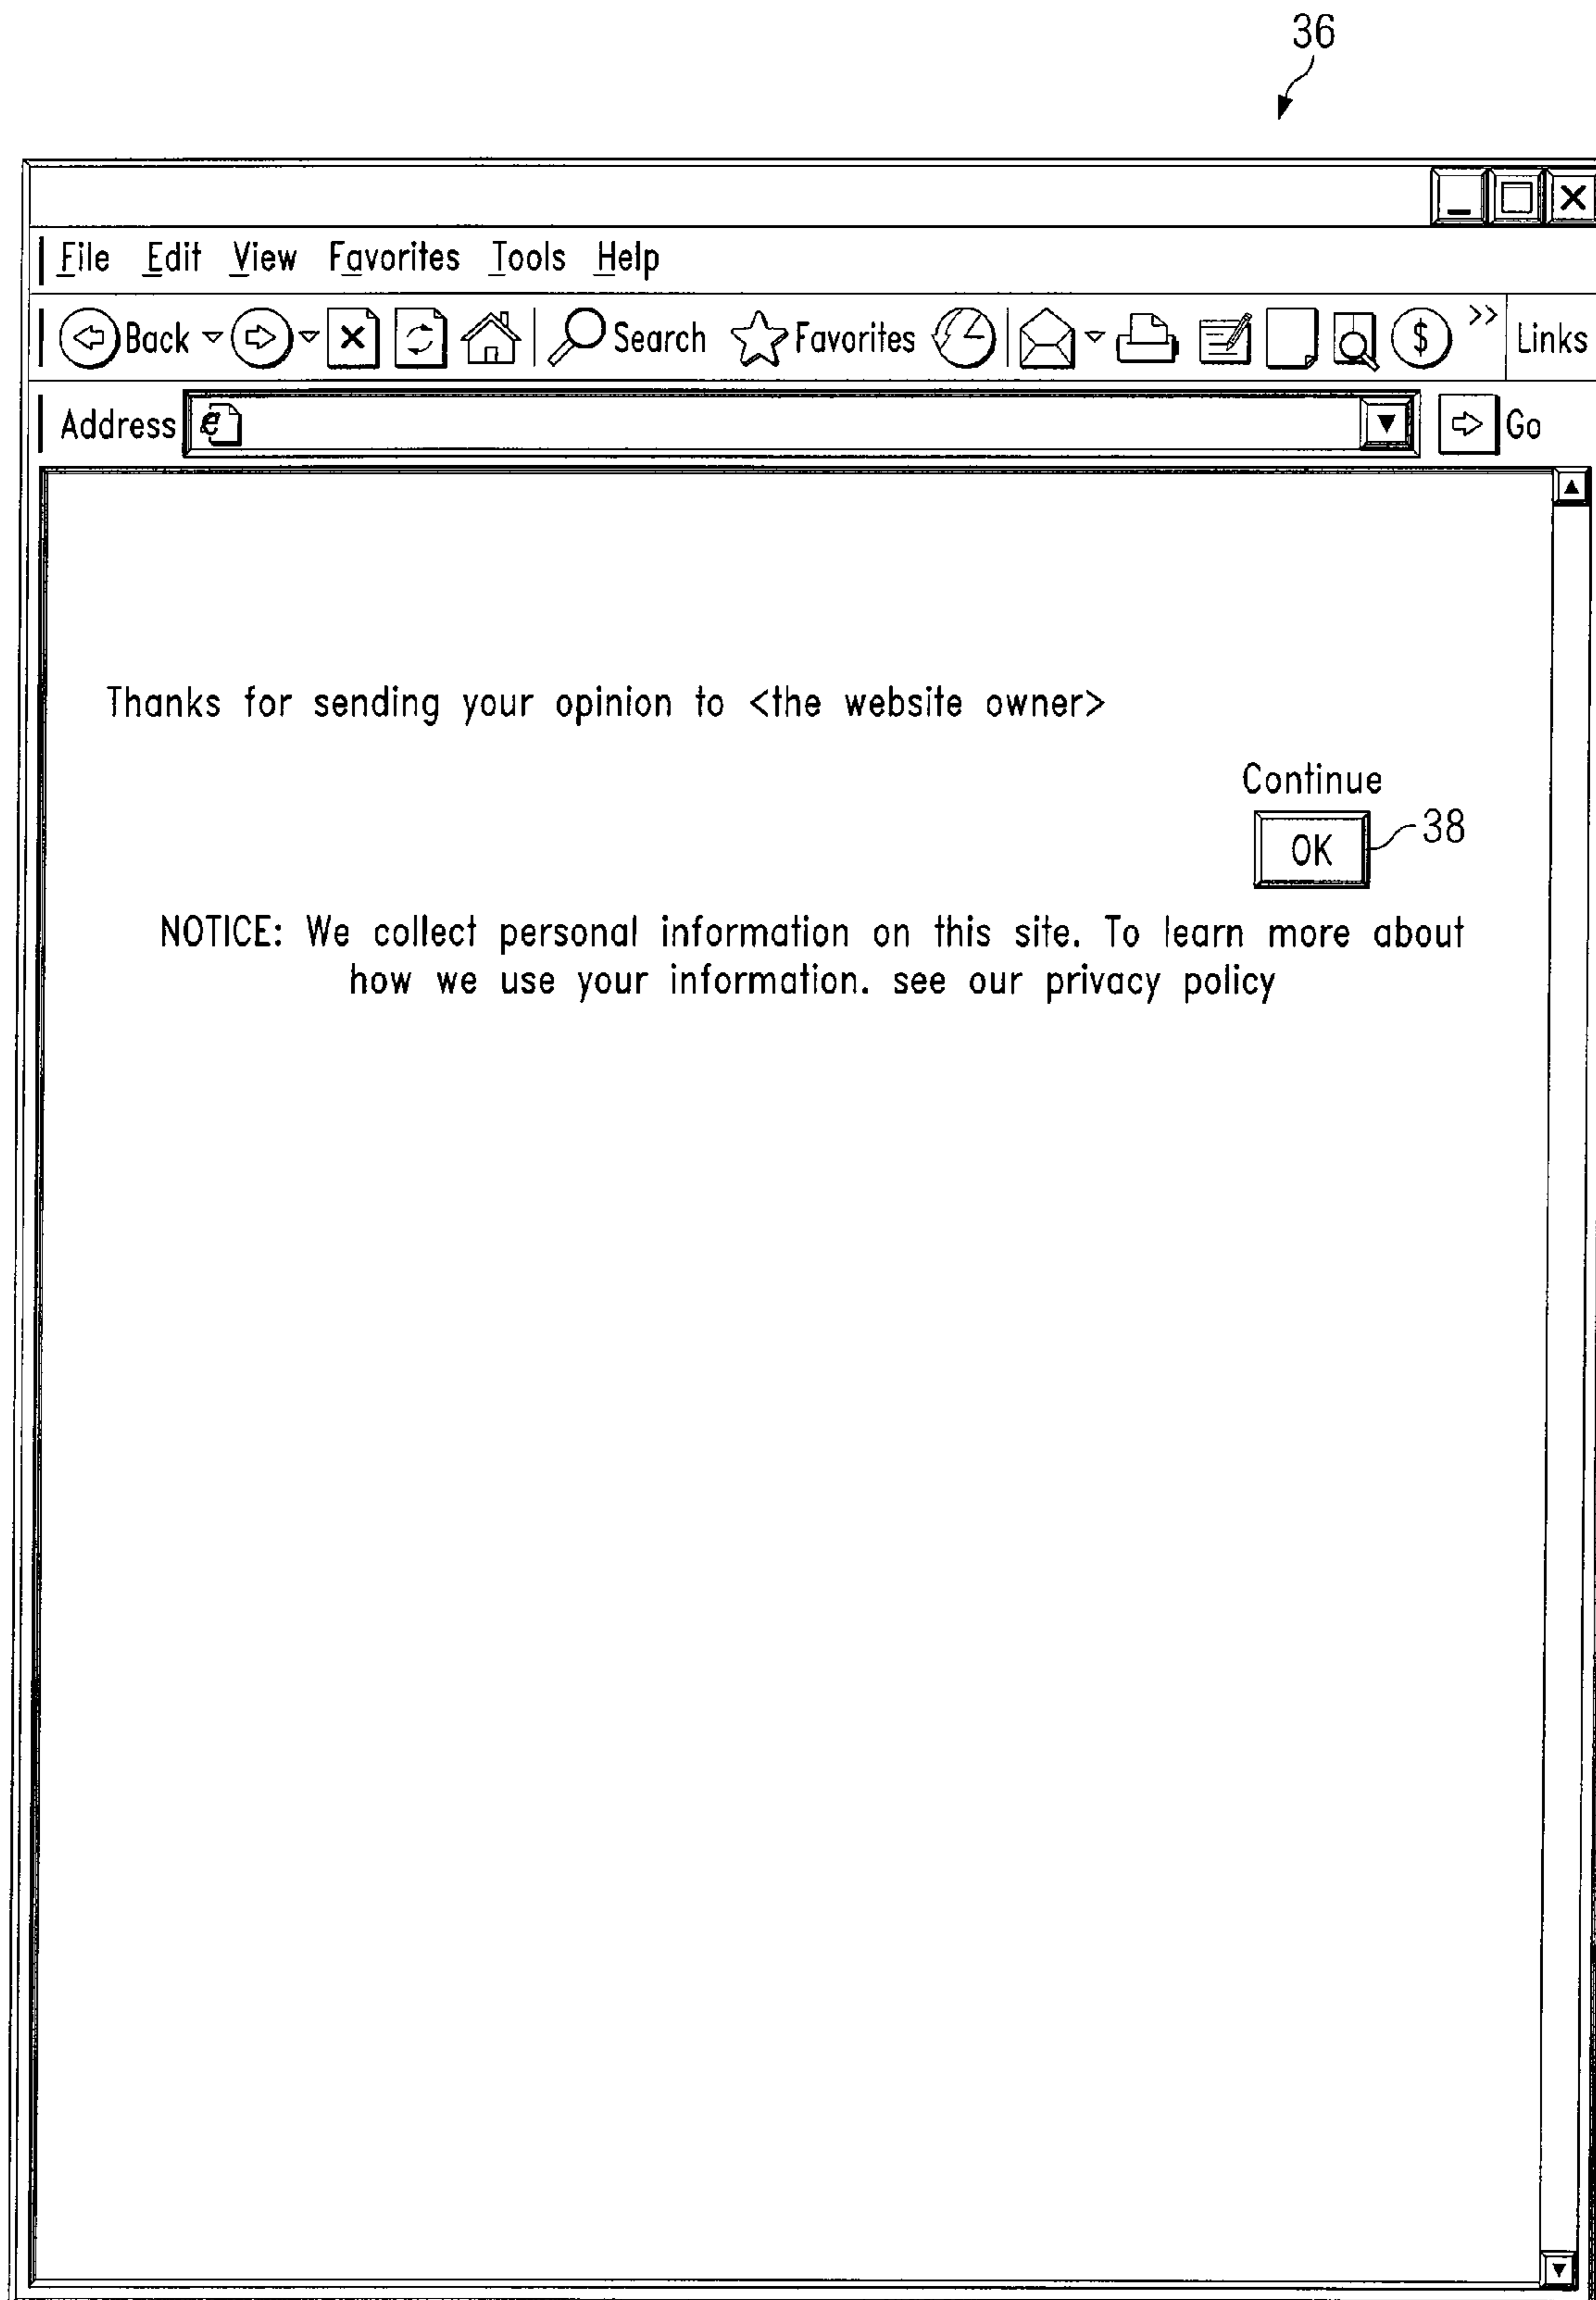 36
File Edit View Favorites Tools Help
Back Search Favorites $ >> Links
Address e Go
Thanks for sending your opinion to <the website owner>
Continue
OK 38
NOTICE: We collect personal information on this site. To learn more about
how we use your information. see our privacy policy